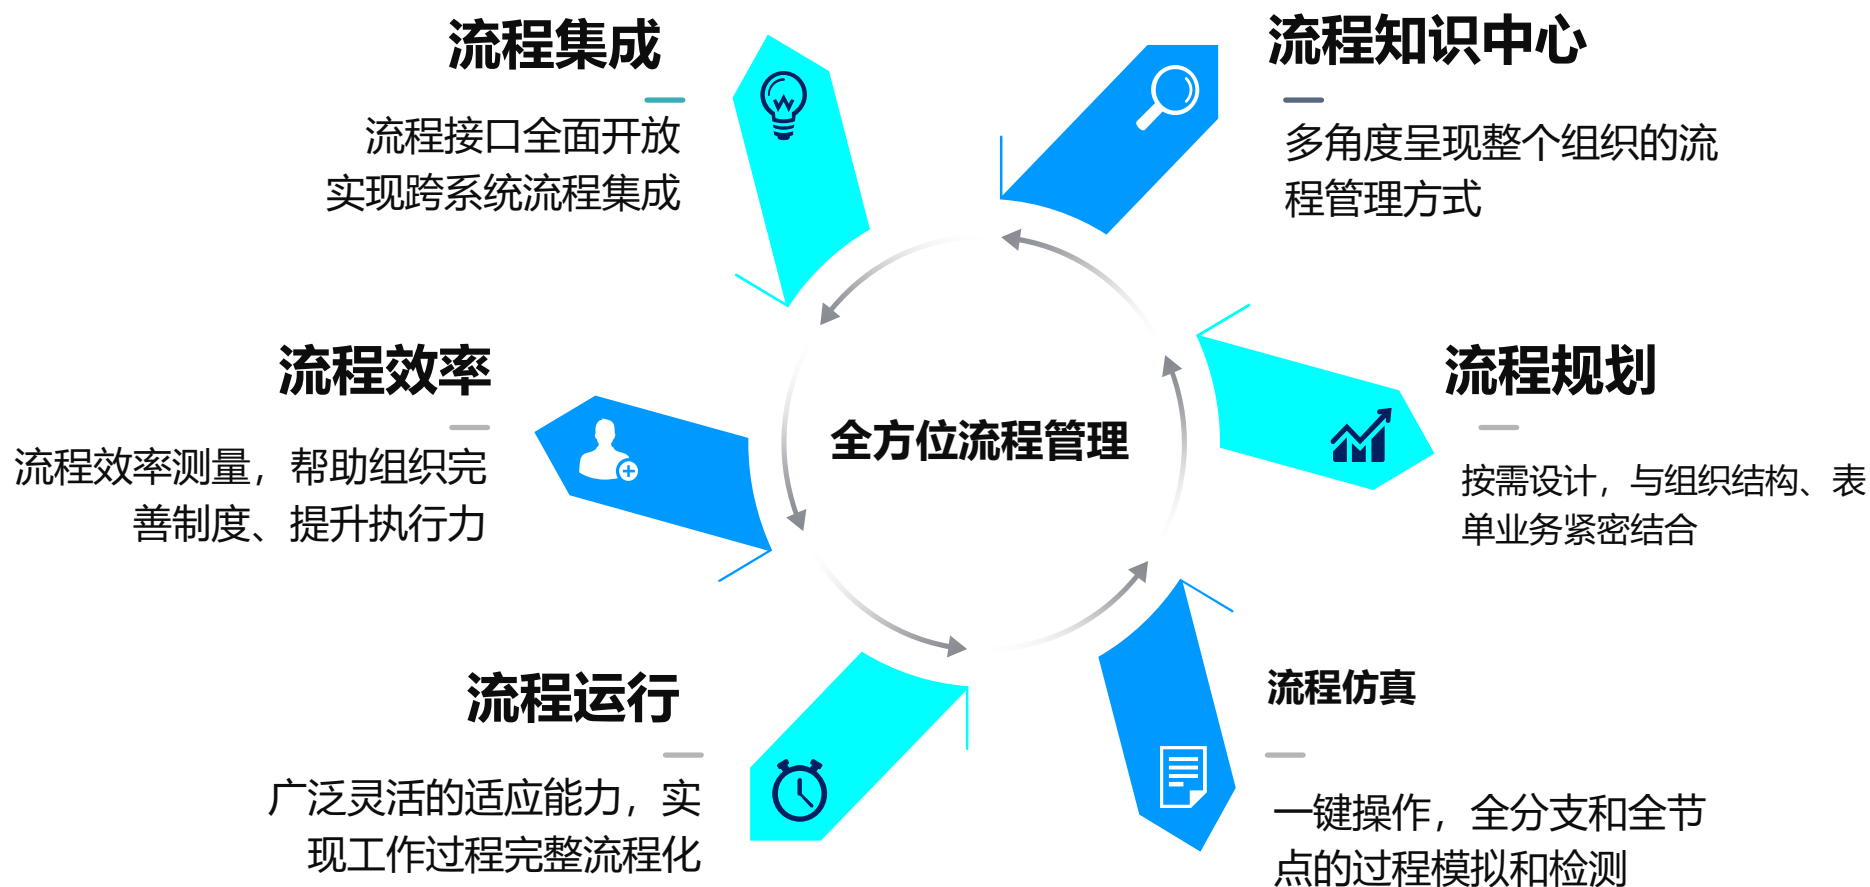 流程集成
流程接口全面开放
实现跨系统流程集成
流程知识中心
多角度呈现整个组织的流
程管理方式
流程效率
流程效率测量，帮助组织完
善制度、提升执行力
全方位流程管理
流程规划
按需设计，与组织结构、表
单业务紧密结合
流程运行
广泛灵活的适应能力，实
现工作过程完整流程化
流程仿真
一键操作，全分支和全节
点的过程模拟和检测